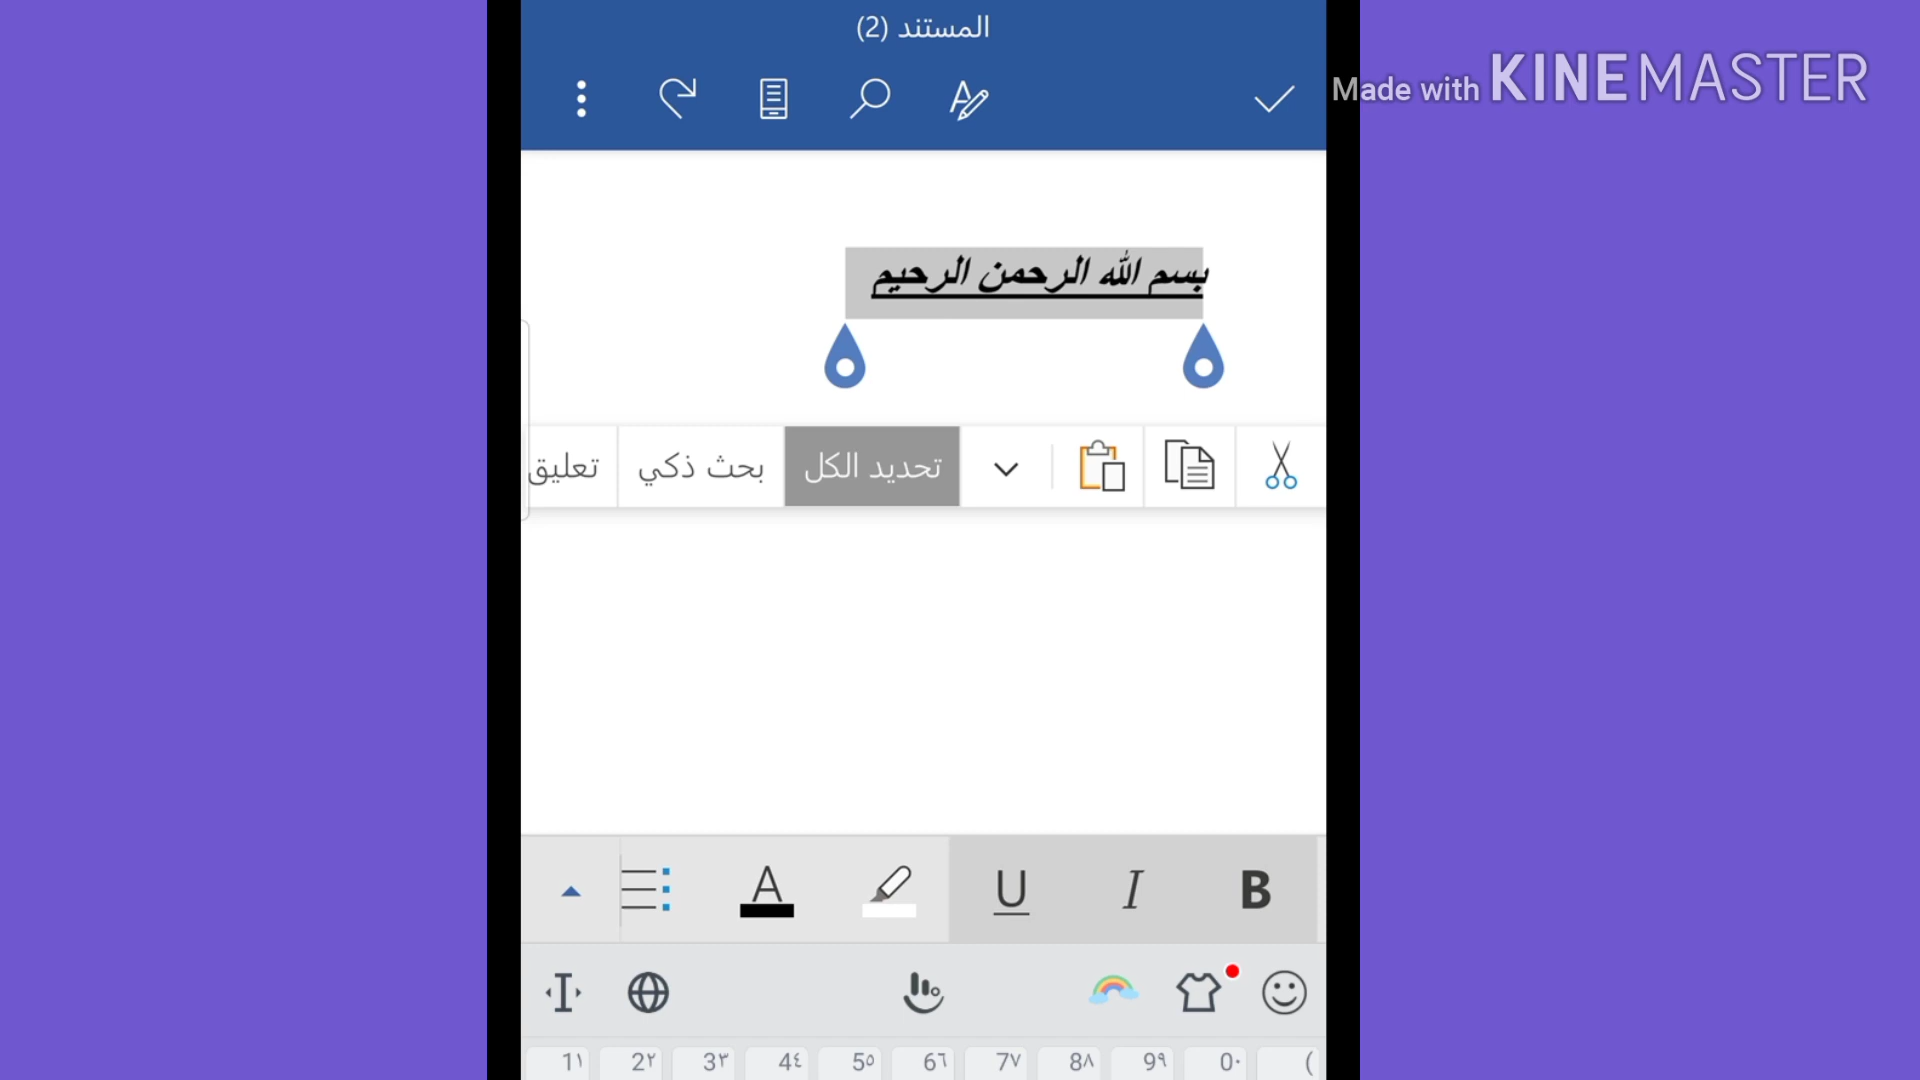 المستند (2)
Made with KINEMASTER
بسم الله الرحمن الرحيم
تحديد الكل
بحث ذكي
تعليق
A U I B
1١ 2٢ 3٣ 4٤ 5٥ 6٦ 7٧ 8٨ 9٩ 0٠ (